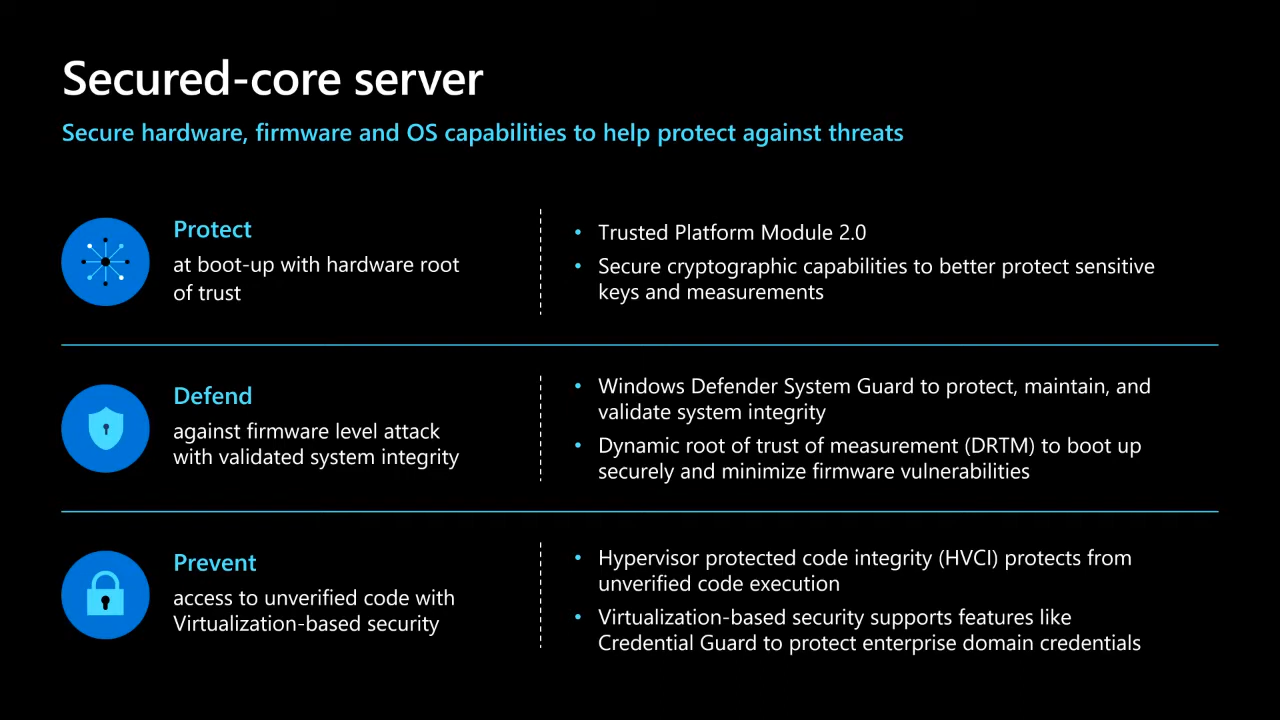 Secured-core server
Secure hardware, firmware and OS capabilities to help protect against threats
Protect
at boot-up with hardware root
of trust
• Trusted Platform Module 2.0
• Secure cryptographic capabilities to better protect sensitive
keys and measurements
Defend
against firmware level attack
with validated system integrity
• Windows Defender System Guard to protect, maintain, and
validate system integrity
• Dynamic root of trust of measurement (DRTM) to boot up
securely and minimize firmware vulnerabilities
Prevent
access to unverified code with
Virtualization-based security
• Hypervisor protected code integrity (HVCI) protects from
unverified code execution
• Virtualization-based security supports features like
Credential Guard to protect enterprise domain credentials